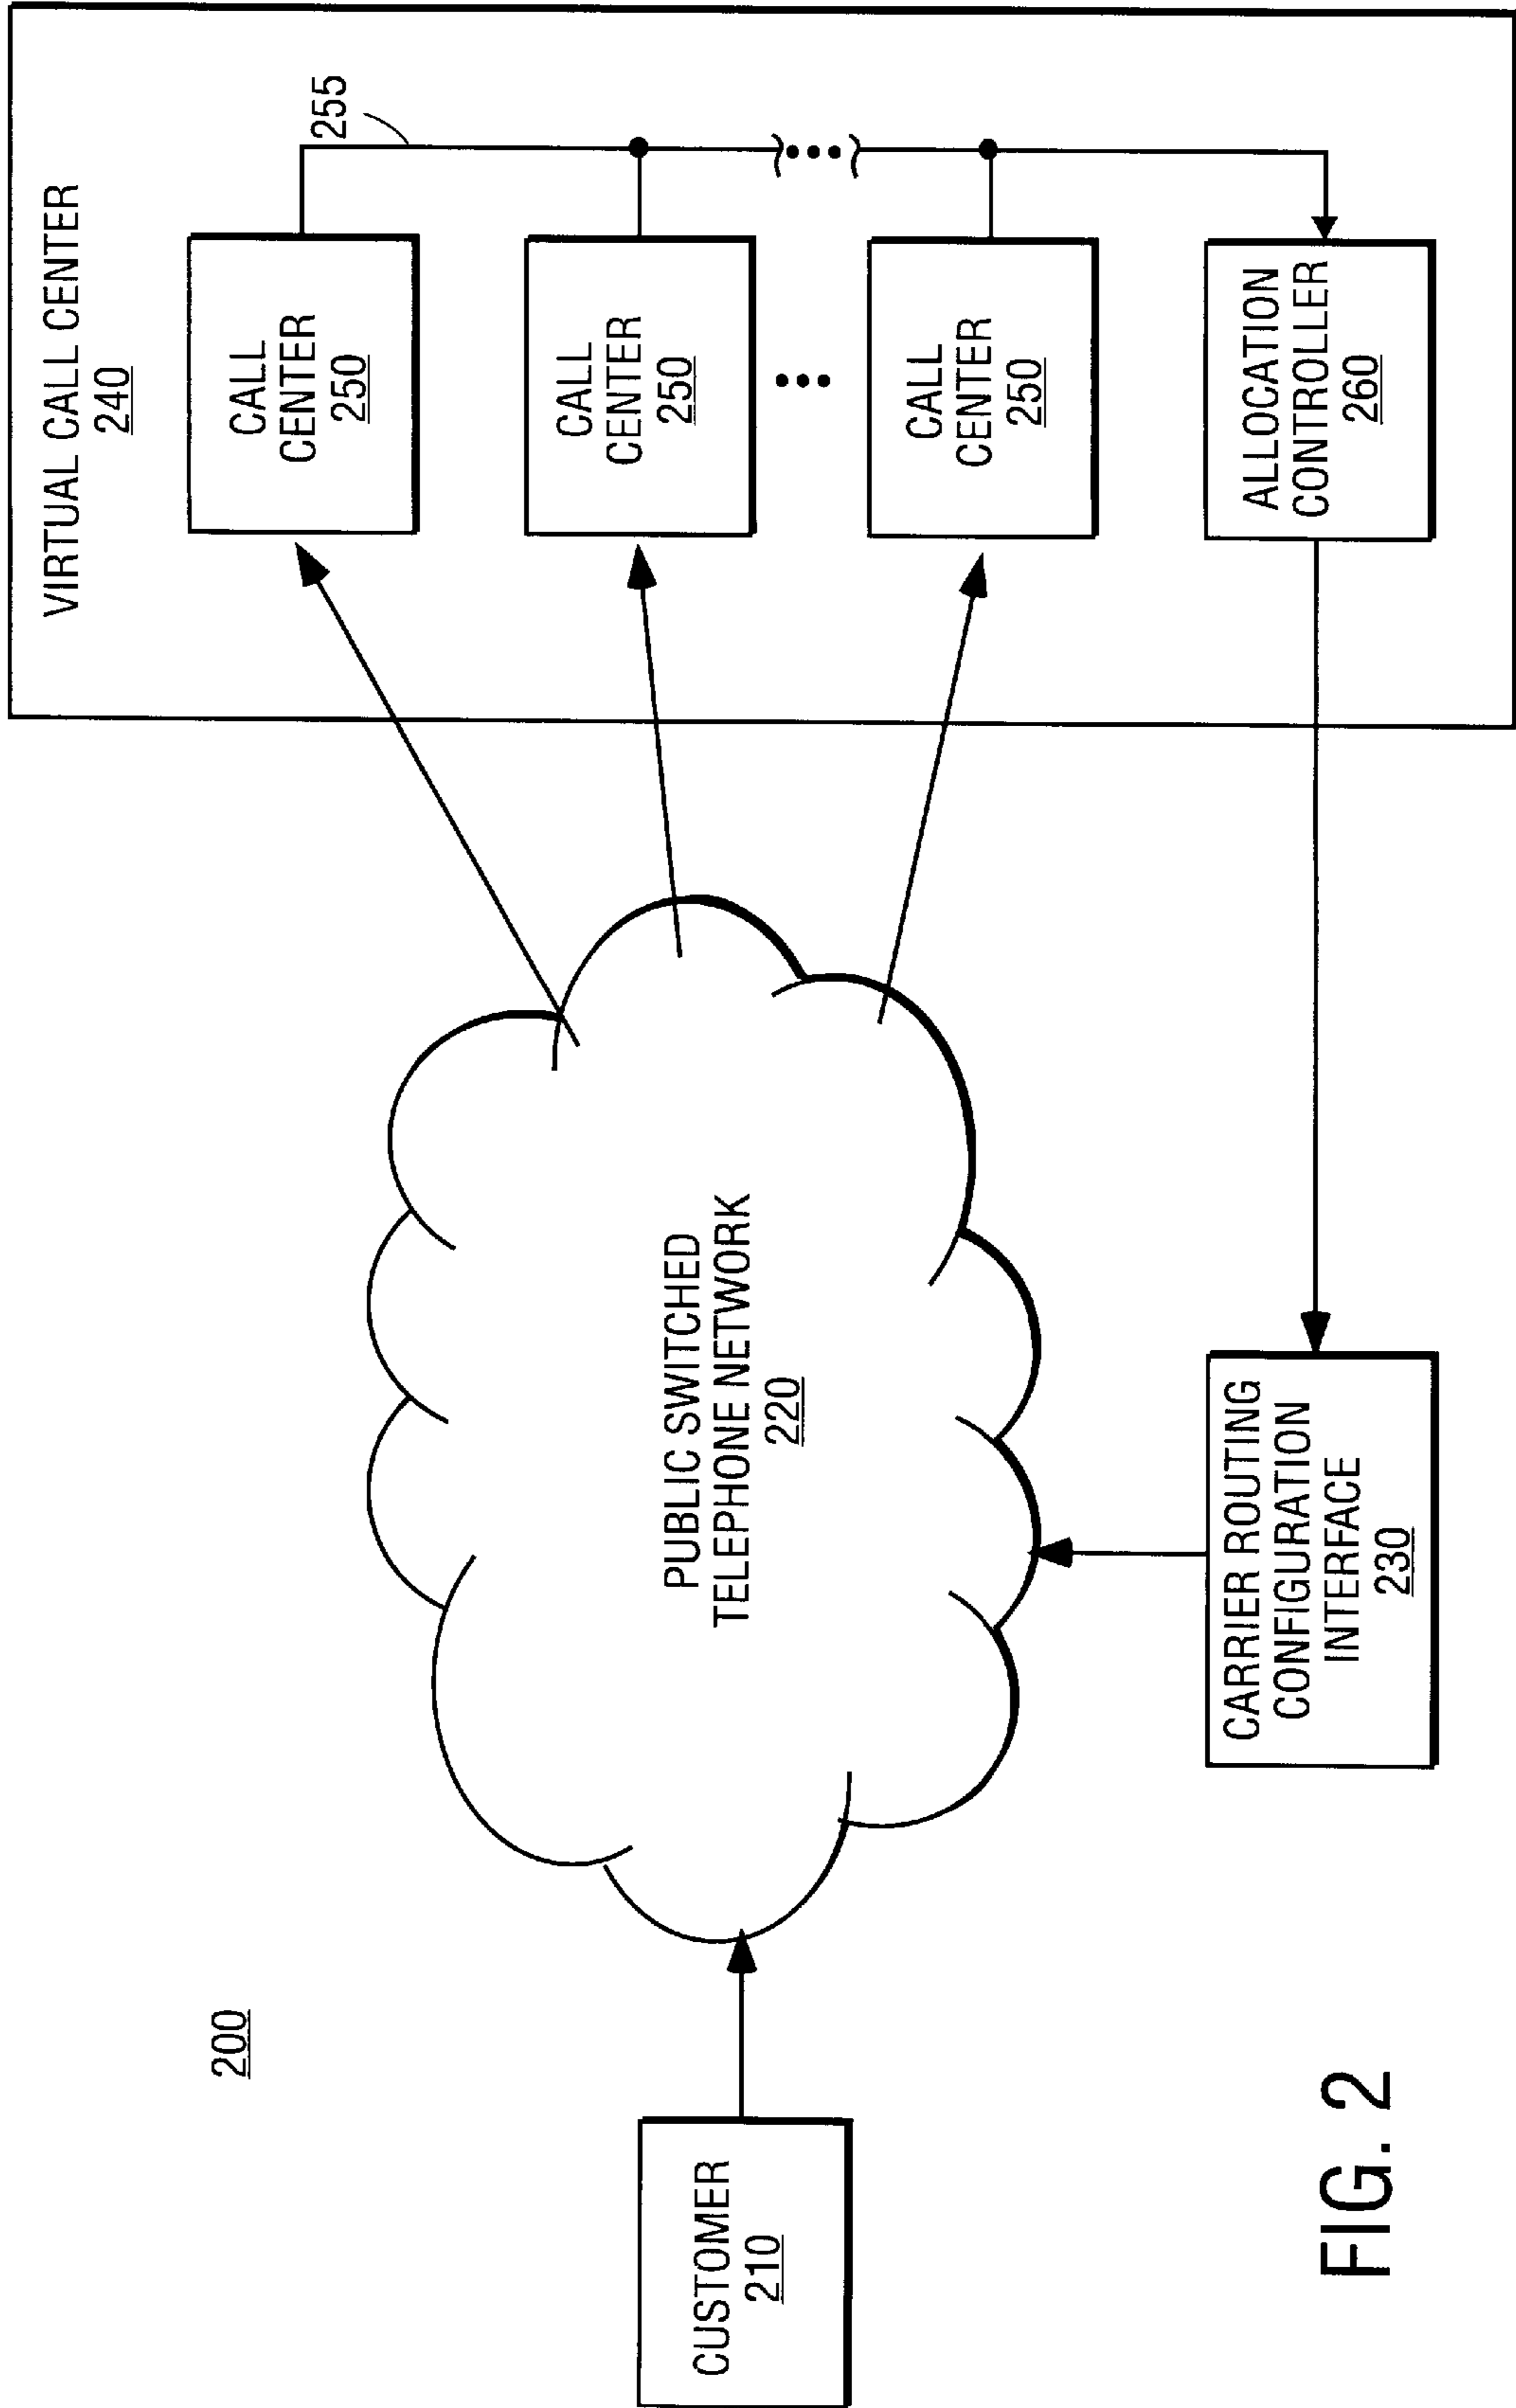 200
VIRTUAL CALL CENTER
240
255
CALL
CENTER
250
CALL
CENTER
250
CALL
CENTER
250
ALLOCATION
CONTROLLER
260
PUBLIC SWITCHED
TELEPHONE NETWORK
220
CUSTOMER
210
CARRIER ROUTING
CONFIGURATION
INTERFACE
230
FIG. 2